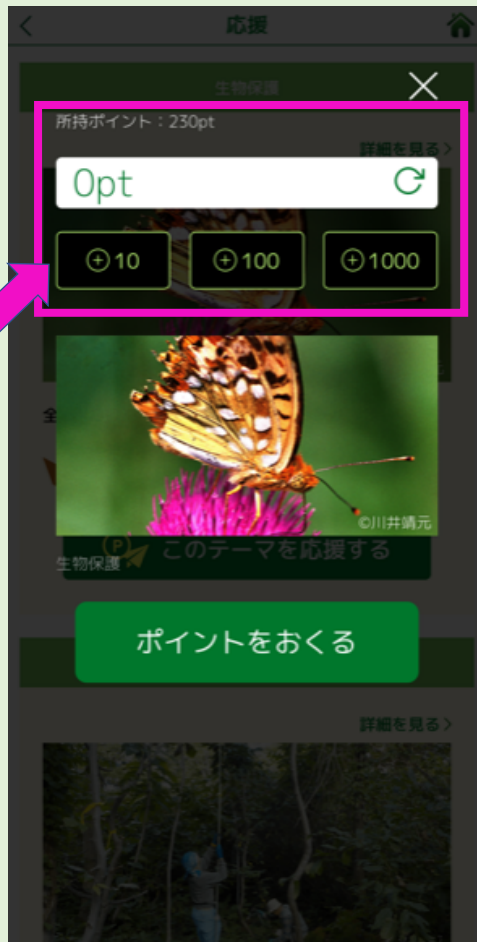 応援
生物保護
所持ポイント：230pt
詳細を見る
0pt
10
100
1000
©川井靖元
このテーマを応援する
生物保護
ポイントをおくる
詳細を見る